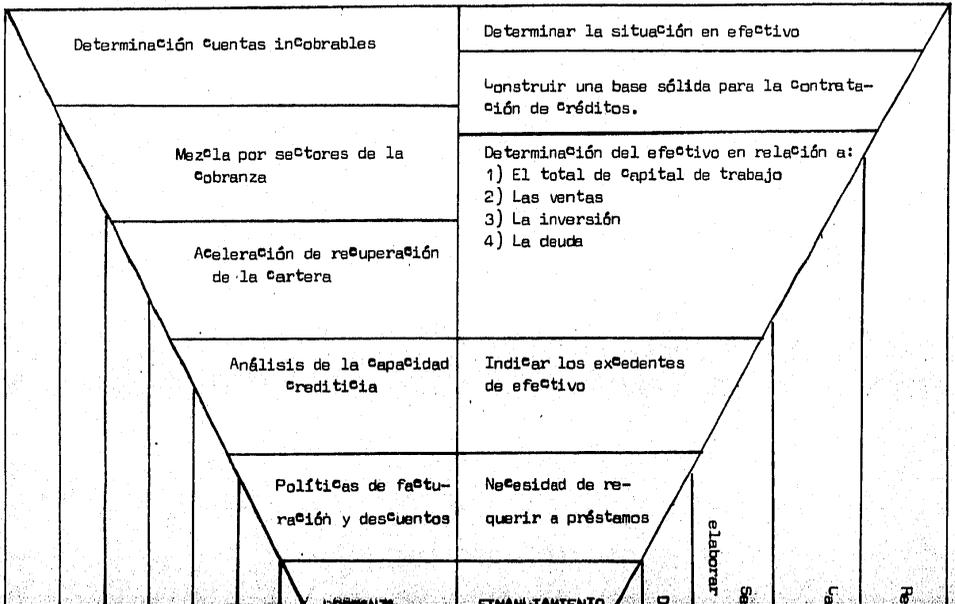 Determinación cuentas incobrables
Mezcla por sectores de la
cobranza
Aceleración de recuperación
de la cartera
Análisis de la capacidad
crediticia
Políticas de factu-
ración y descuentos
Determinar la situación en efectivo
Construir una base sólida para la contrata-
ción de créditos.
Determinación del efectivo en relación a:
1) El total de capital de trabajo
2) Las ventas
3) La inversión
4) La deuda
Indicar los excedentes
de efectivo
Necesidad de re-
querir a préstamos
elaborar